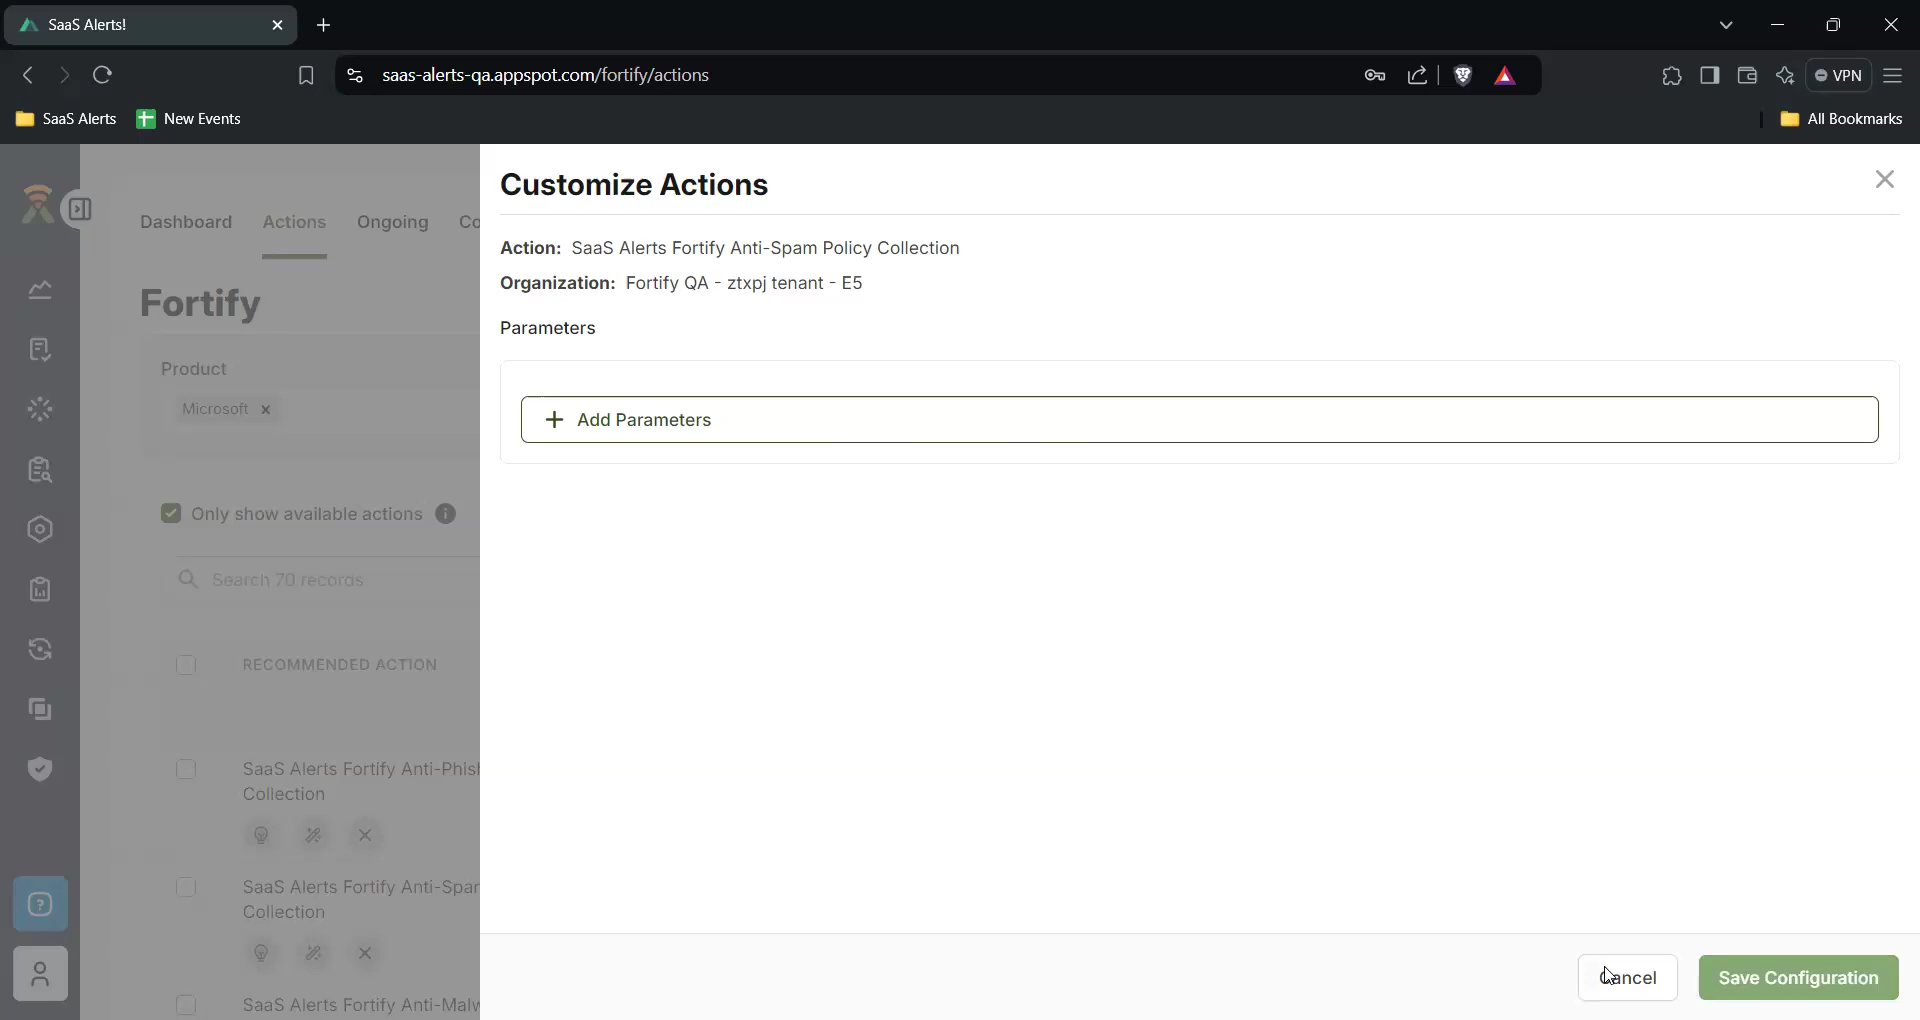 SaaS Alerts!
saas-alerts-qa.appspot.com/fortify/actions
VPN
SaaS Alerts
New Events
All Bookmarks
Customize Actions
Dashboard
Actions
Ongoing
Co
Action: SaaS Alerts Fortify Anti-Spam Policy Collection
Organization: Fortify QA - ztxpj tenant - E5
Fortify
Parameters
Product
Microsoft
Add Parameters
Only show available actions
Search 70 records
RECOMMENDED ACTION
SaaS Alerts Fortify Anti-Phish
Collection
SaaS Alerts Fortify Anti-Spam
Collection
SaaS Alerts Fortify Anti-Malw
Cancel
Save Configuration